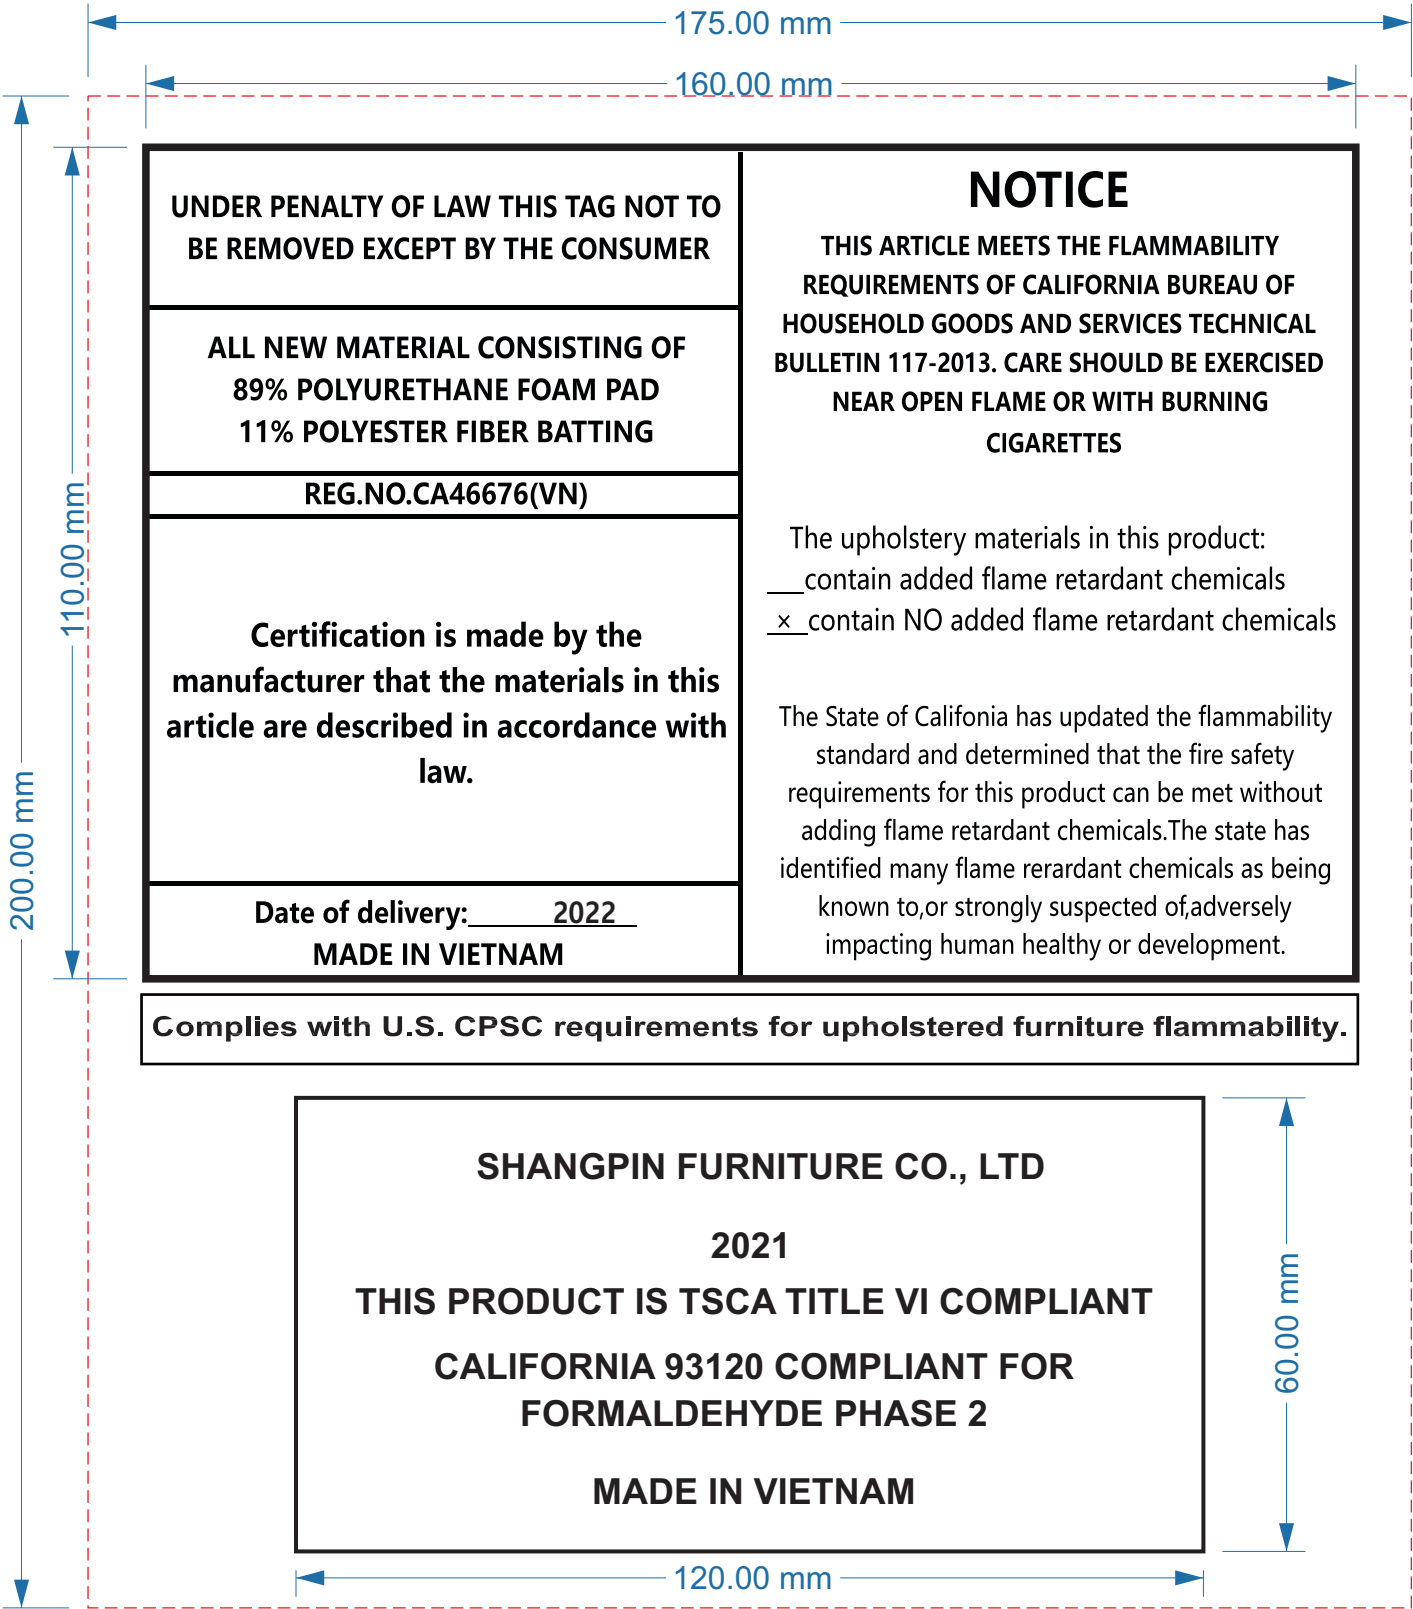 175.00 mm
160.00 mm
200.00 mm
110.00 mm
UNDER PENALTY OF LAW THIS TAG NOT TO
BE REMOVED EXCEPT BY THE CONSUMER
ALL NEW MATERIAL CONSISTING OF
89% POLYURETHANE FOAM PAD
11% POLYESTER FIBER BATTING
REG.NO.CA46676(VN)
Certification is made by the
manufacturer that the materials in this
article are described in accordance with
law.
Date of delivery: 2022
MADE IN VIETNAM
NOTICE
THIS ARTICLE MEETS THE FLAMMABILITY
REQUIREMENTS OF CALIFORNIA BUREAU OF
HOUSEHOLD GOODS AND SERVICES TECHNICAL
BULLETIN 117-2013. CARE SHOULD BE EXERCISED
NEAR OPEN FLAME OR WITH BURNING
CIGARETTES
The upholstery materials in this product:
__contain added flame retardant chemicals
_×_contain NO added flame retardant chemicals
The State of Califonia has updated the flammability
standard and determined that the fire safety
requirements for this product can be met without
adding flame retardant chemicals.The state has
identified many flame rerardant chemicals as being
known to,or strongly suspected of,adversely
impacting human healthy or development.
Complies with U.S. CPSC requirements for upholstered furniture flammability.
SHANGPIN FURNITURE CO., LTD
2021
THIS PRODUCT IS TSCA TITLE VI COMPLIANT
CALIFORNIA 93120 COMPLIANT FOR
FORMALDEHYDE PHASE 2
MADE IN VIETNAM
60.00 mm
120.00 mm